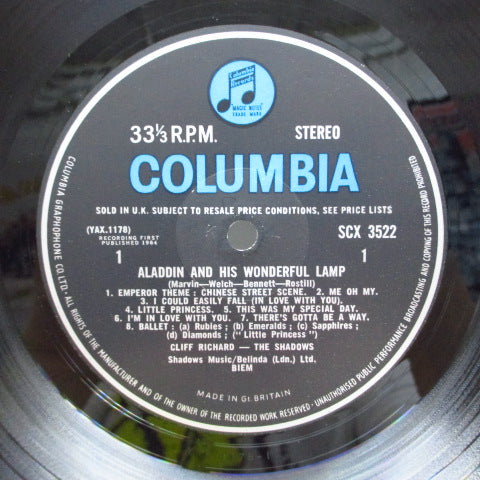 Columbia
Records
MAGIC NOTES
TRADE MARK
33⅓ R.P.M. STEREO
COLUMBIA
SOLD IN U.K. SUBJECT TO RESALE PRICE CONDITIONS, SEE PRICE LISTS
(YAX.1178) SCX 3522
RECORDING FIRST
PUBLISHED 1964
1 1
ALADDIN AND HIS WONDERFUL LAMP
(Marvin—Welch—Bennett—Rostill)
1. EMPEROR THEME : CHINESE STREET SCENE. 2. ME OH MY.
3. I COULD EASILY FALL (IN LOVE WITH YOU).
4. LITTLE PRINCESS. 5. THIS WAS MY SPECIAL DAY.
6. I'M IN LOVE WITH YOU. 7. THERE'S GOTTA BE A WAY.
8. BALLET : (a) Rubies ; (b) Emeralds ; (c) Sapphires ;
(d) Diamonds ; (" Little Princess ")
CLIFF RICHARD — THE SHADOWS
Shadows Music/Belinda (Ldn.) Ltd.
BIEM
MADE IN Gt. BRITAIN
COLUMBIA GRAPHOPHONE CO. LTD. ALL RIGHTS OF THE MANUFACTURER AND OF THE OWNER OF THE RECORDED WORK RESERVED · UNAUTHORISED PUBLIC PERFORMANCE BROADCASTING AND COPYING OF THIS RECORD PROHIBITED